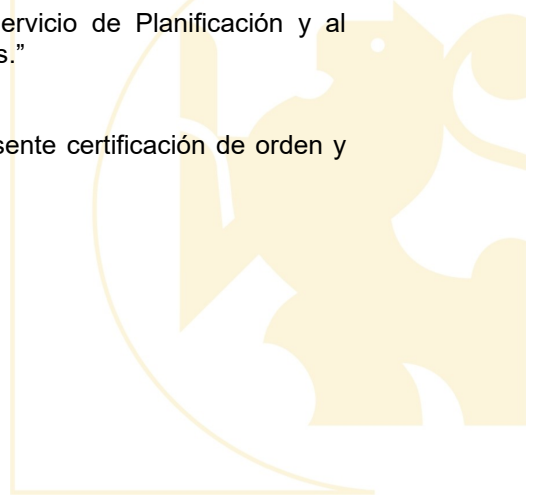 ervicio de Planificación y al
s.”
sente certificación de orden y